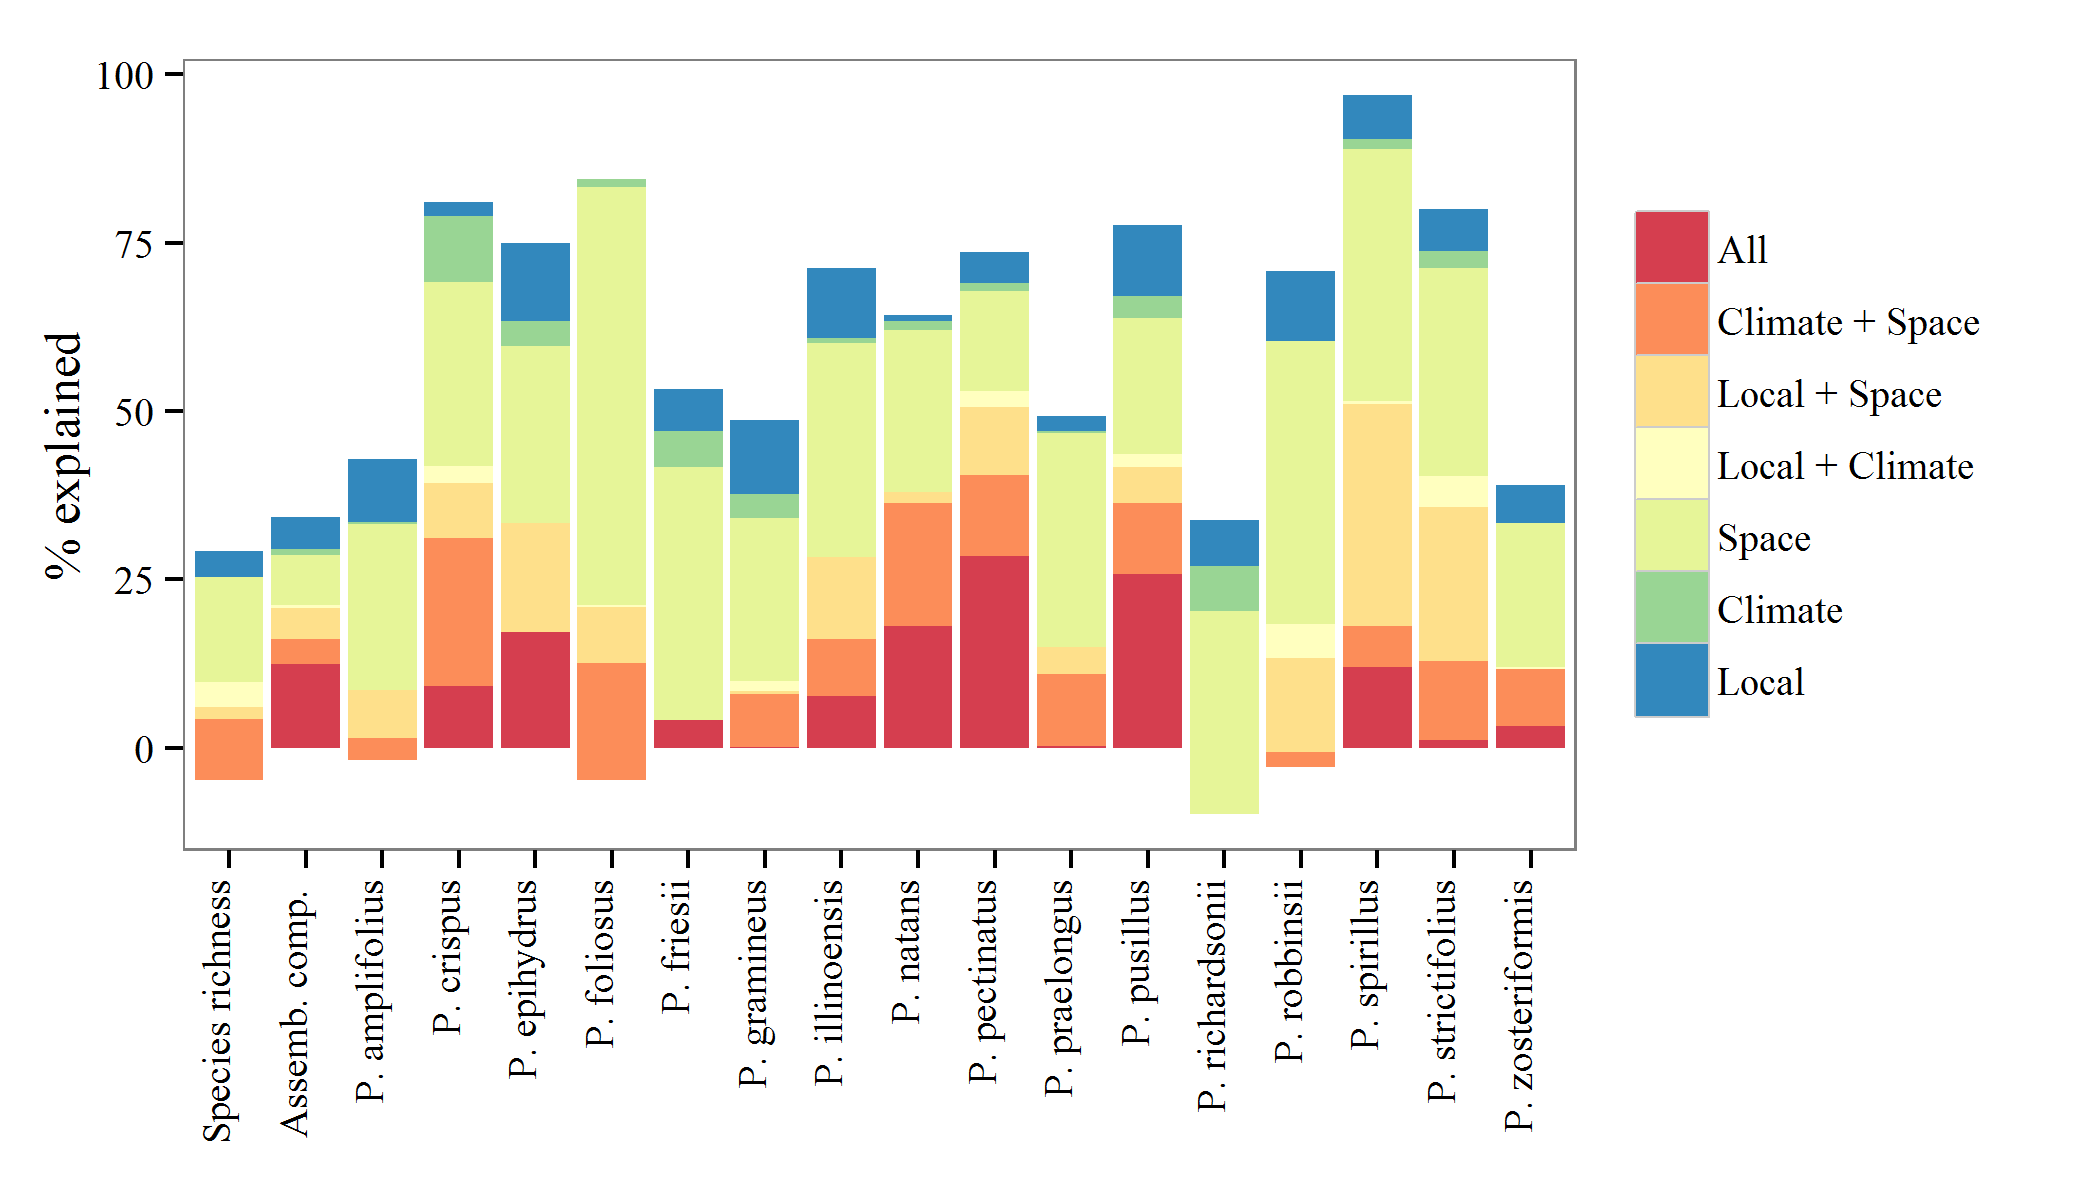 100
75
50
25
0
% explained
Species richness
Assemb. comp.
P. amplifolius
P. crispus
P. epihydrus
P. foliosus
P. friesii
P. gramineus
P. illinoensis
P. natans
P. pectinatus
P. praelongus
P. pusillus
P. richardsonii
P. robbinsii
P. spirillus
P. strictifolius
P. zosteriformis
All
Climate + Space
Local + Space
Local + Climate
Space
Climate
Local